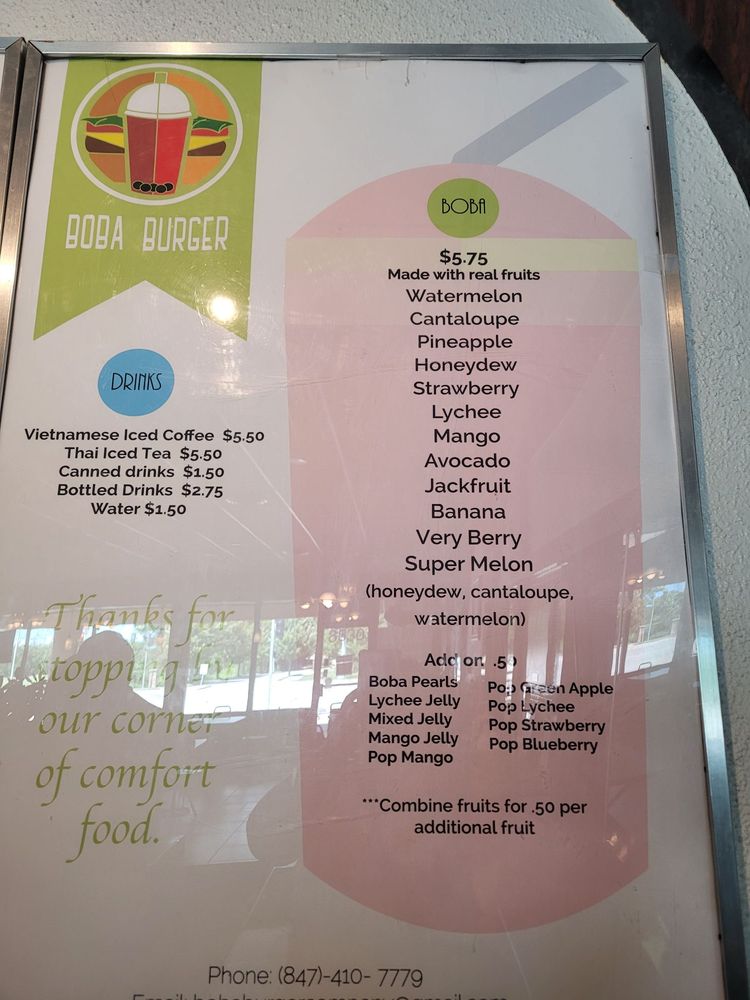 BOBA BURGER
DRINKS
Vietnamese Iced Coffee $5.50
Thai Iced Tea $5.50
Canned drinks $1.50
Bottled Drinks $2.75
Water $1.50
Thanks for
stopping by
our corner
of comfort
food.
BOBA
$5.75
Made with real fruits
Watermelon
Cantaloupe
Pineapple
Honeydew
Strawberry
Lychee
Mango
Avocado
Jackfruit
Banana
Very Berry
Super Melon
(honeydew, cantaloupe,
watermelon)
Add on .50
Boba Pearls
Lychee Jelly
Mixed Jelly
Mango Jelly
Pop Mango
Pop Green Apple
Pop Lychee
Pop Strawberry
Pop Blueberry
***Combine fruits for .50 per
additional fruit
Phone: (847)-410- 7779
Email: